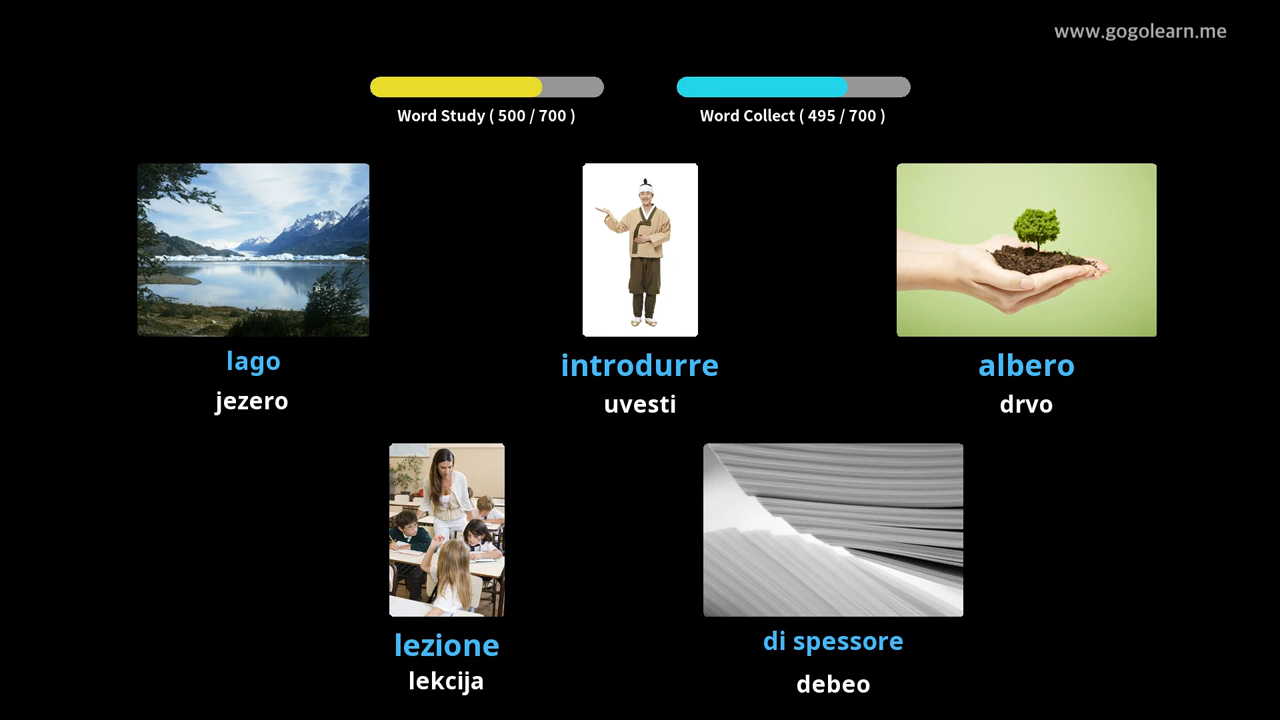 www.gogolearn.me
Word Study ( 500 / 700 )
Word Collect ( 495 / 700 )
lago
jezero
introdurre
uvesti
albero
drvo
lezione
lekcija
di spessore
debeo